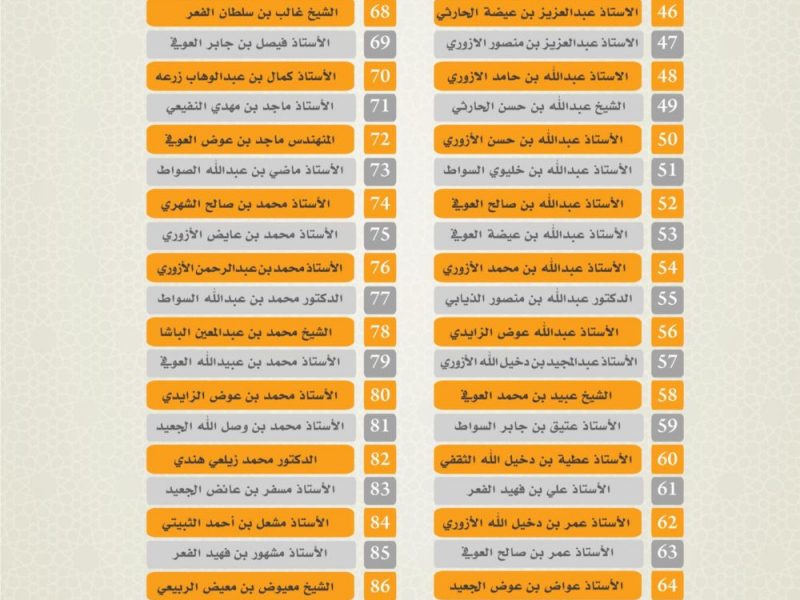 46 الاستاذ عبدالعزيز بن عيضة الحارثي
47 الاستاذ عبدالعزيز بن منصور الازوري
48 الاستاذ عبدالله بن حامد الازوري
49 الشيخ عبدالله بن حسن الحارثي
50 الأستاذ عبدالله بن حسن الأزوري
51 الأستاذ عبدالله بن خليوي السواط
52 الأستاذ عبدالله بن صالح العوفي
53 الأستاذ عبدالله بن عيضة العوفي
54 الأستاذ عبدالله بن محمد الأزوري
55 الدكتور عبدالله بن منصور الذيابي
56 الأستاذ عبدالله عوض الزايدي
57 الأستاذ عبدالمجيد بن دخيل الله الأزوري
58 الشيخ عبيد بن محمد العوفي
59 الأستاذ عتيق بن جابر السواط
60 الأستاذ عطية بن دخيل الله الثقفي
61 الأستاذ علي بن فهيد الفعر
62 الأستاذ عمر بن دخيل الله الأزوري
63 الأستاذ عمر بن صالح العوفي
64 الأستاذ عواض بن عوض الجعيد
68 الشيخ غالب بن سلطان الفعر
69 الأستاذ فيصل بن جابر العوفي
70 الأستاذ كمال بن عبدالوهاب زرعه
71 الأستاذ ماجد بن مهدي النفيعي
72 المنهندس ماجد بن عوض العوفي
73 الأستاذ ماضي بن عبدالله الصواط
74 الأستاذ محمد بن صالح الشهري
75 الأستاذ محمد بن عايض الأزوري
76 الأستاذ محمد بن عبدالرحمن الأزوري
77 الدكتور محمد بن عبدالله السواط
78 الشيخ محمد بن عبدالمعين الباشا
79 الأستاذ محمد بن عبيدالله العوفي
80 الأستاذ محمد بن عوض الزايدي
81 الأستاذ محمد بن وصل الله الجعيد
82 الدكتور محمد زيلعي هندي
83 الأستاذ مسفر بن عائض الجعيد
84 الأستاذ مشعل بن أحمد الثبيتي
85 الأستاذ مشهور بن فهيد الفعر
86 الشيخ معيوض بن معيض الربيعي